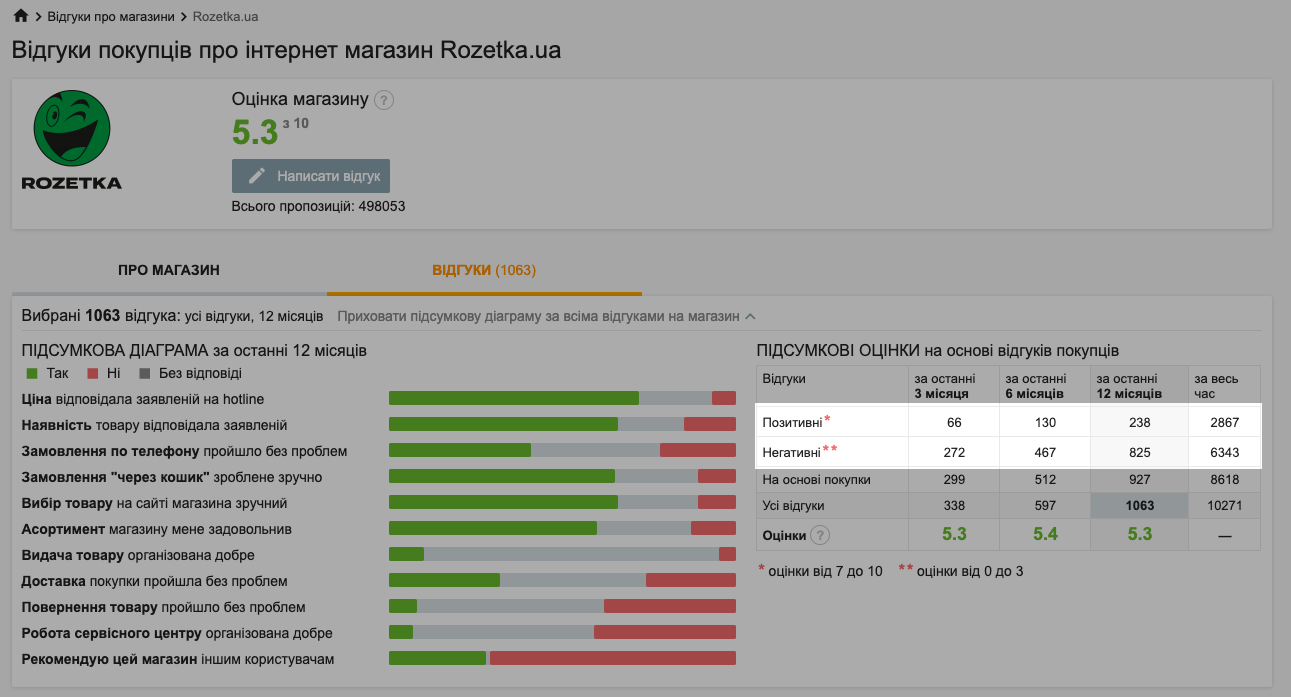 Відгуки про магазини Rozetka.ua
Відгуки покупців про інтернет магазин Rozetka.ua
ROZETKA
Оцінка магазину ?
5.3 з 10
Написати відгук
Всього пропозицій: 498053
ПРО МАГАЗИН
ВІДГУКИ (1063)
Вибрані 1063 відгука: усі відгуки, 12 місяців Приховати підсумкову діаграму за всіма відгуками на магазин
ПІДСУМКОВА ДІАГРАМА за останні 12 місяців
Так Ні Без відповіді
Ціна відповідала заявленій на hotline
Наявність товару відповідала заявленій
Замовлення по телефону пройшло без проблем
Замовлення "через кошик" зроблене зручно
Вибір товару на сайті магазина зручний
Асортимент магазину мене задовольнив
Видача товару організована добре
Доставка покупки пройшла без проблем
Повернення товару пройшло без проблем
Робота сервісного центру організована добре
Рекомендую цей магазин іншим користувачам
ПІДСУМКОВІ ОЦІНКИ на основі відгуків покупців
Відгуки за останні 3 місяця за останні 6 місяців за останні 12 місяців за весь час
Позитивні* 66 130 238 2867
Негативні** 272 467 825 6343
На основі покупки 299 512 927 8618
Усі відгуки 338 597 1063 10271
Оцінки ? 5.3 5.4 5.3 —
* оцінки від 7 до 10 ** оцінки від 0 до 3